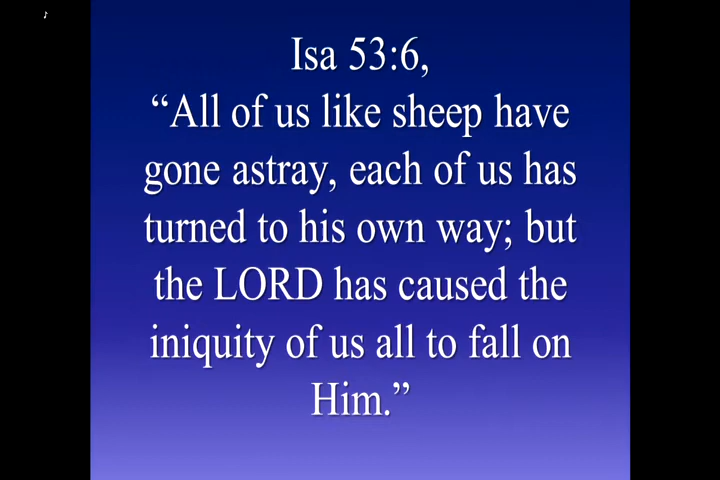 ♪
Isa 53:6,
“All of us like sheep have
gone astray, each of us has
turned to his own way; but
the LORD has caused the
iniquity of us all to fall on
Him.”